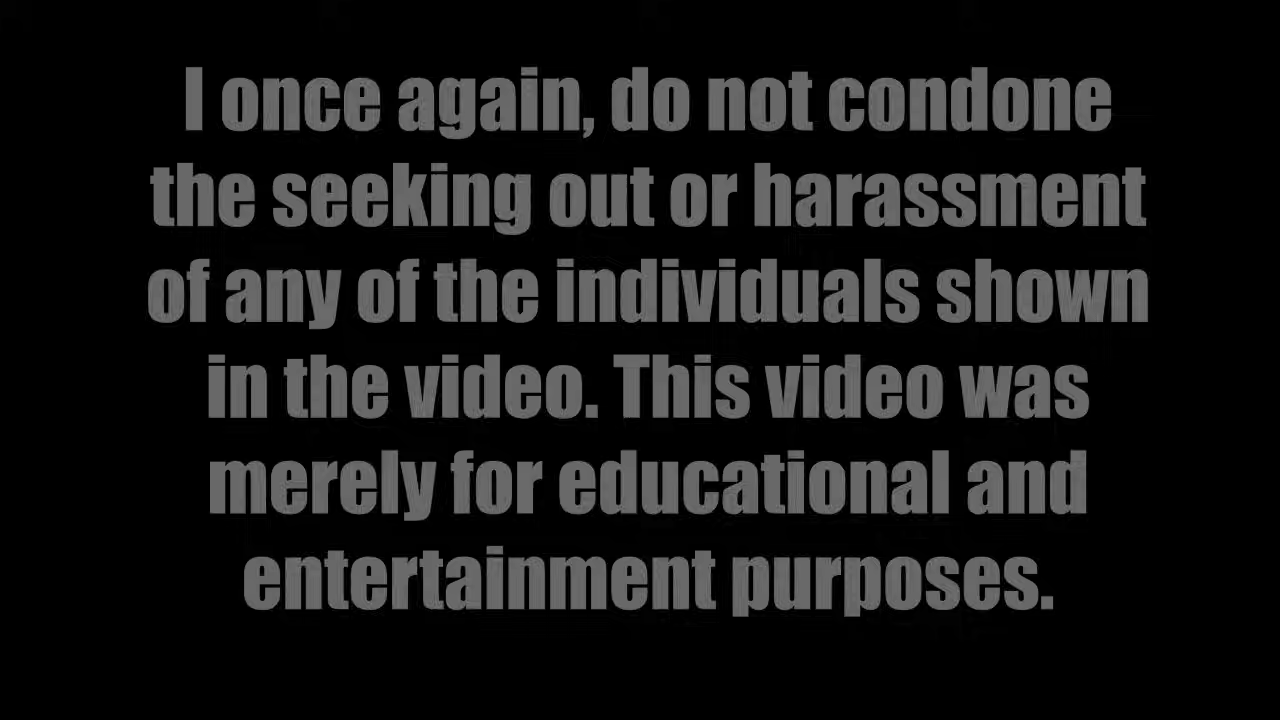 I once again, do not condone
the seeking out or harassment
of any of the individuals shown
in the video. This video was
merely for educational and
entertainment purposes.